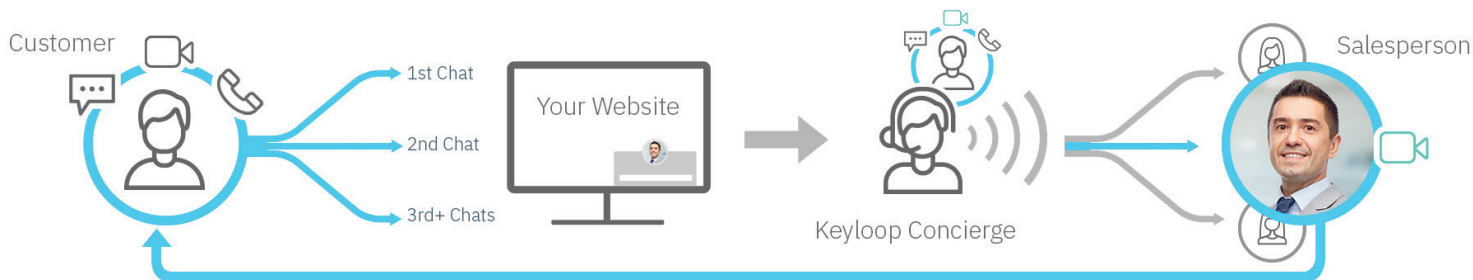 Customer
1st Chat
2nd Chat
3rd+ Chats
Your Website
Keyloop Concierge
Salesperson